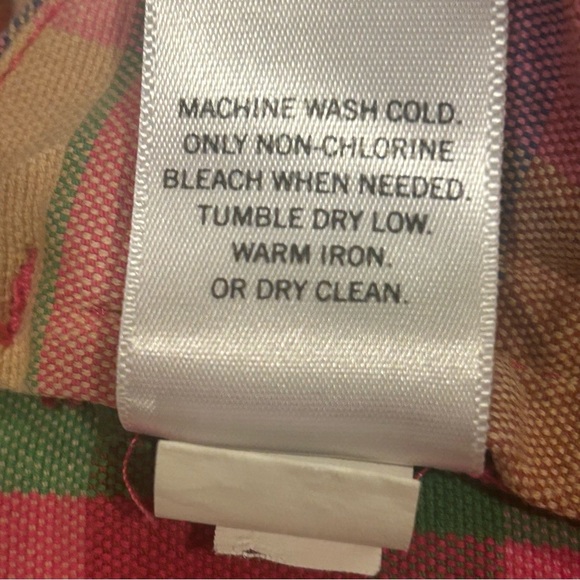 MACHINE WASH COLD.
ONLY NON-CHLORINE
BLEACH WHEN NEEDED.
TUMBLE DRY LOW.
WARM IRON.
OR DRY CLEAN.